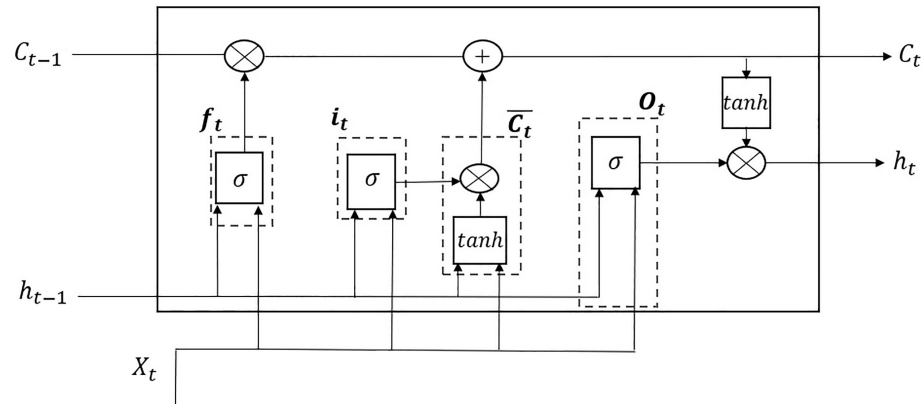 C_{t-1}
+
C_t
tanh
f_t
i_t
\overline{C_t}
O_t
σ
σ
σ
h_t
tanh
h_{t-1}
X_t